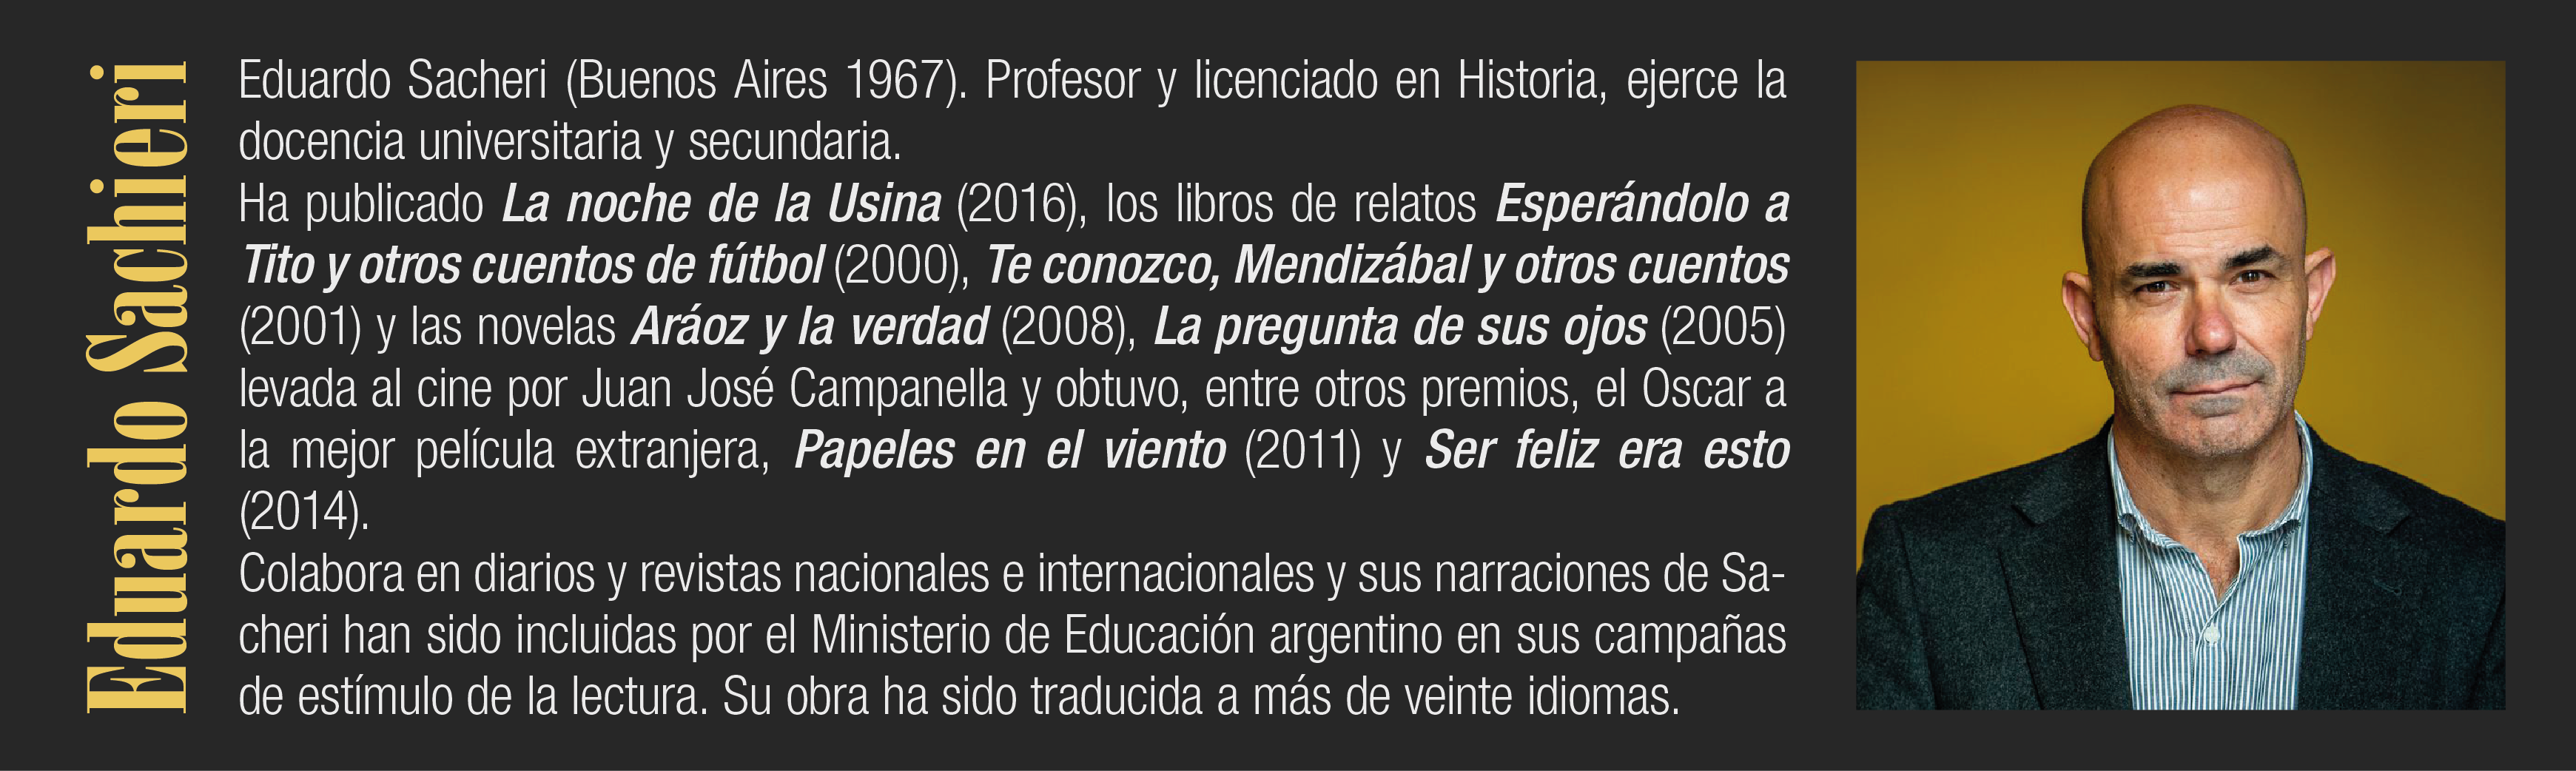 Eduardo Sachieri
Eduardo Sacheri (Buenos Aires 1967). Profesor y licenciado en Historia, ejerce la
docencia universitaria y secundaria.
Ha publicado La noche de la Usina (2016), los libros de relatos Esperándolo a
Tito y otros cuentos de fútbol (2000), Te conozco, Mendizábal y otros cuentos
(2001) y las novelas Aráoz y la verdad (2008), La pregunta de sus ojos (2005)
levada al cine por Juan José Campanella y obtuvo, entre otros premios, el Oscar a
la mejor película extranjera, Papeles en el viento (2011) y Ser feliz era esto
(2014).
Colabora en diarios y revistas nacionales e internacionales y sus narraciones de Sa-
cheri han sido incluidas por el Ministerio de Educación argentino en sus campañas
de estímulo de la lectura. Su obra ha sido traducida a más de veinte idiomas.